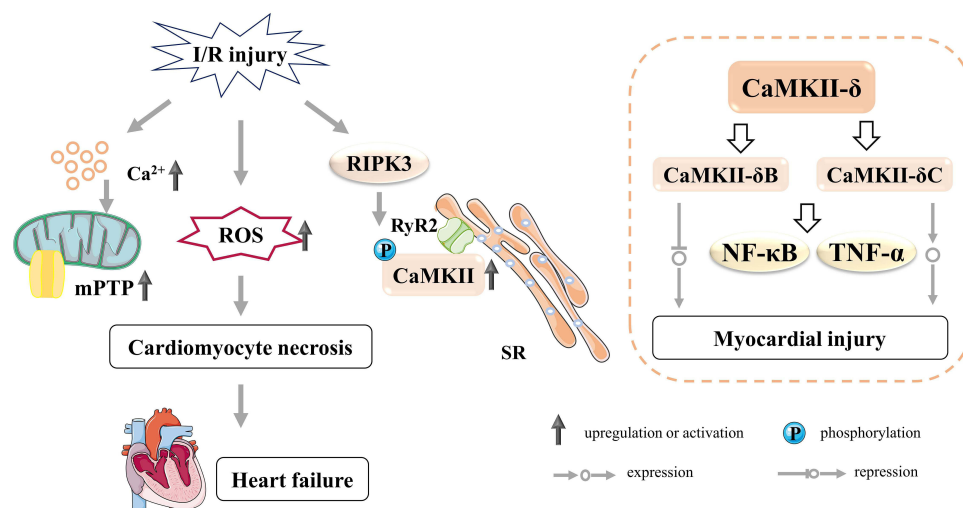 I/R injury
Ca²⁺
mPTP
ROS
RIPK3
RyR2
P
CaMKII
SR
Cardiomyocyte necrosis
Heart failure
CaMKII-δ
CaMKII-δB
CaMKII-δC
NF-κB
TNF-α
Myocardial injury
upregulation or activation
P
phosphorylation
expression
repression